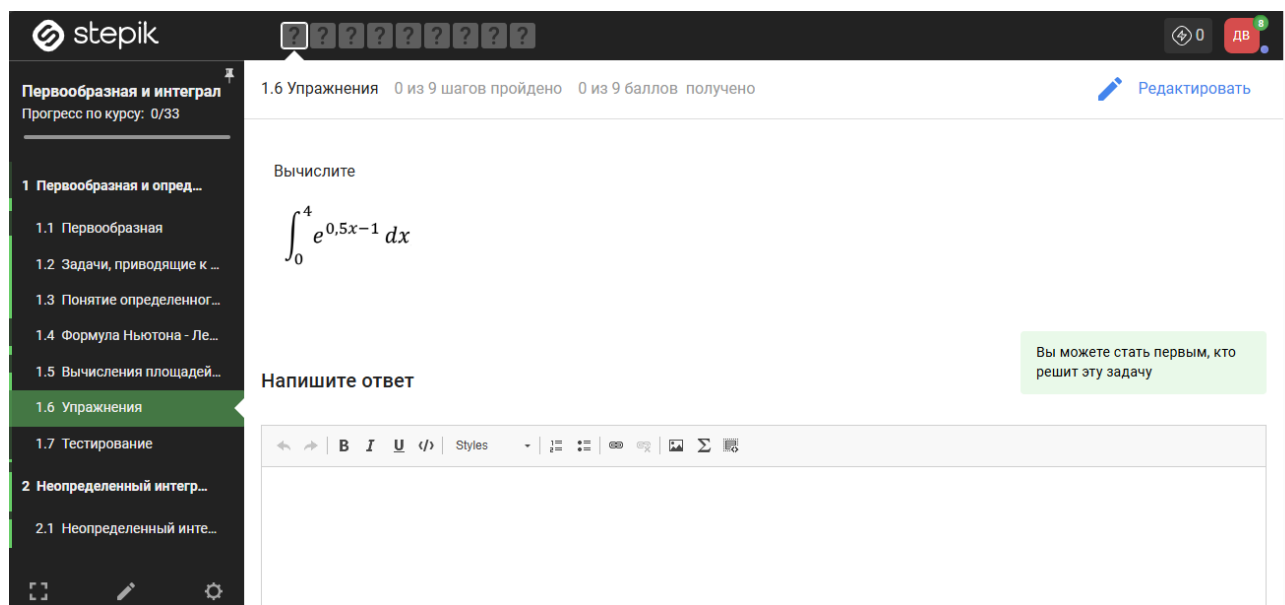 stepik
? ? ? ? ? ? ? ? ?
0
ДВ
8
Первообразная и интеграл
Прогресс по курсу: 0/33
1 Первообразная и опред...
1.1 Первообразная
1.2 Задачи, приводящие к ...
1.3 Понятие определенног...
1.4 Формула Ньютона - Ле...
1.5 Вычисления площадей...
1.6 Упражнения
1.7 Тестирование
2 Неопределенный интегр...
2.1 Неопределенный инте...
1.6 Упражнения 0 из 9 шагов пройдено 0 из 9 баллов получено
Редактировать
Вычислите
∫₀⁴ e^{0,5x−1} dx
Вы можете стать первым, кто
решит эту задачу
Напишите ответ
B I U </> Styles Σ